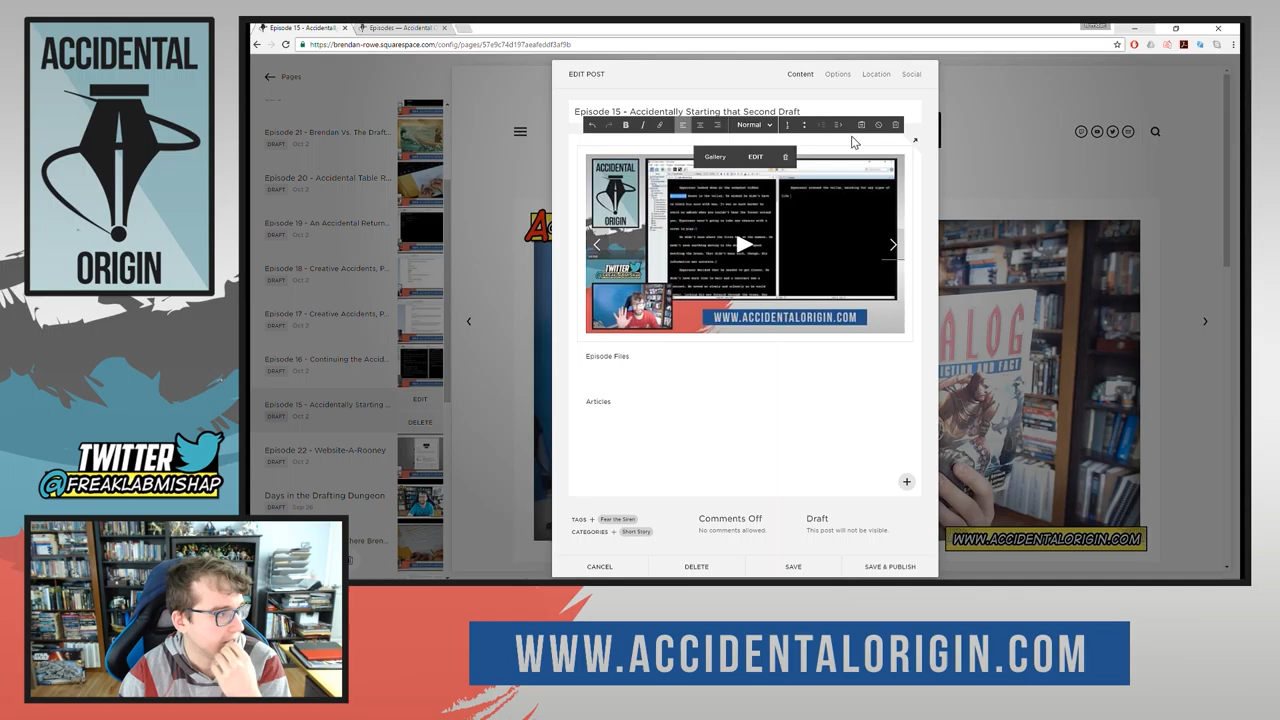 ACCIDENTAL
ORIGIN
TWITTER
@FREAKLABMISHAP
Episode 15 - Accidental
Episodes — Accidental
https://brendan-rowe.squarespace.com/config/pages/57e9c74d197aeafeddf3af9b
Pages
Episode 21 - Brendan Vs. The Draft...
DRAFT Oct 2
Episode 20 - Accidental Table R...
DRAFT Oct 2
Episode 19 - An Accidental Return...
DRAFT Oct 2
Episode 18 - Creative Accidents, P...
DRAFT Oct 2
Episode 17 - Creative Accidents, P...
DRAFT Oct 2
Episode 16 - Continuing the Accid...
DRAFT Oct 2
Episode 15 - Accidentally Starting ...
DRAFT Oct 2
EDIT
DELETE
Episode 22 - Website-A-Rooney
DRAFT Oct 2
Days in the Drafting Dungeon
DRAFT Sep 26
here Bren...
EDIT POST
Content Options Location Social
Episode 15 - Accidentally Starting that Second Draft
B I Normal
Gallery EDIT
ACCIDENTAL
ORIGIN
TWITTER
WWW.ACCIDENTALORIGIN.COM
Episode Files
Articles
TAGS + Fear the Siren
CATEGORIES + Short Story
Comments Off
No comments allowed.
Draft
This post will not be visible.
CANCEL DELETE SAVE SAVE & PUBLISH
WWW.ACCIDENTALORIGIN.COM
WWW.ACCIDENTALORIGIN.COM